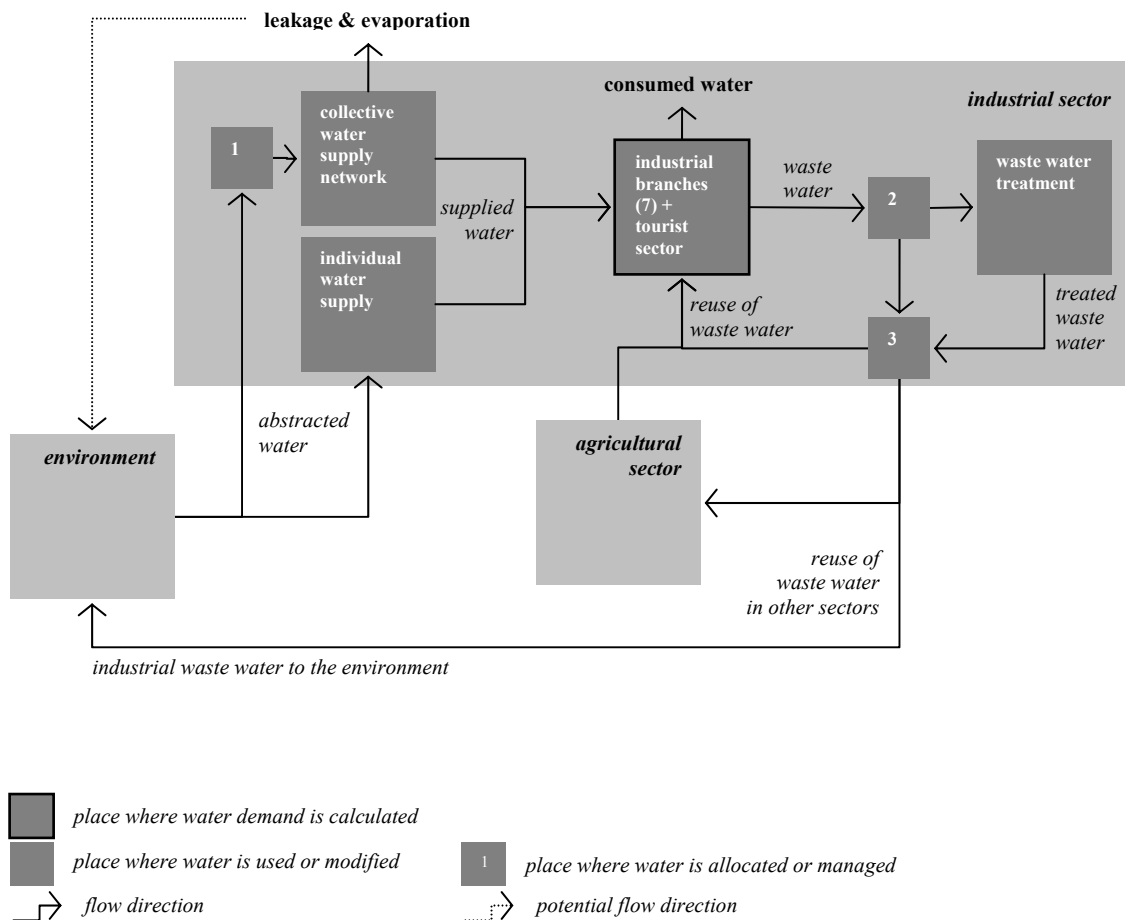 leakage & evaporation
consumed water
industrial sector
collective
water
supply
network
1
industrial
branches
(7) +
tourist
sector
waste
water
2
waste water
treatment
supplied
water
individual
water
supply
reuse of
waste water
3
treated
waste
water
abstracted
water
environment
agricultural
sector
reuse of
waste water
in other sectors
industrial waste water to the environment
place where water demand is calculated
place where water is used or modified
1
place where water is allocated or managed
flow direction
potential flow direction